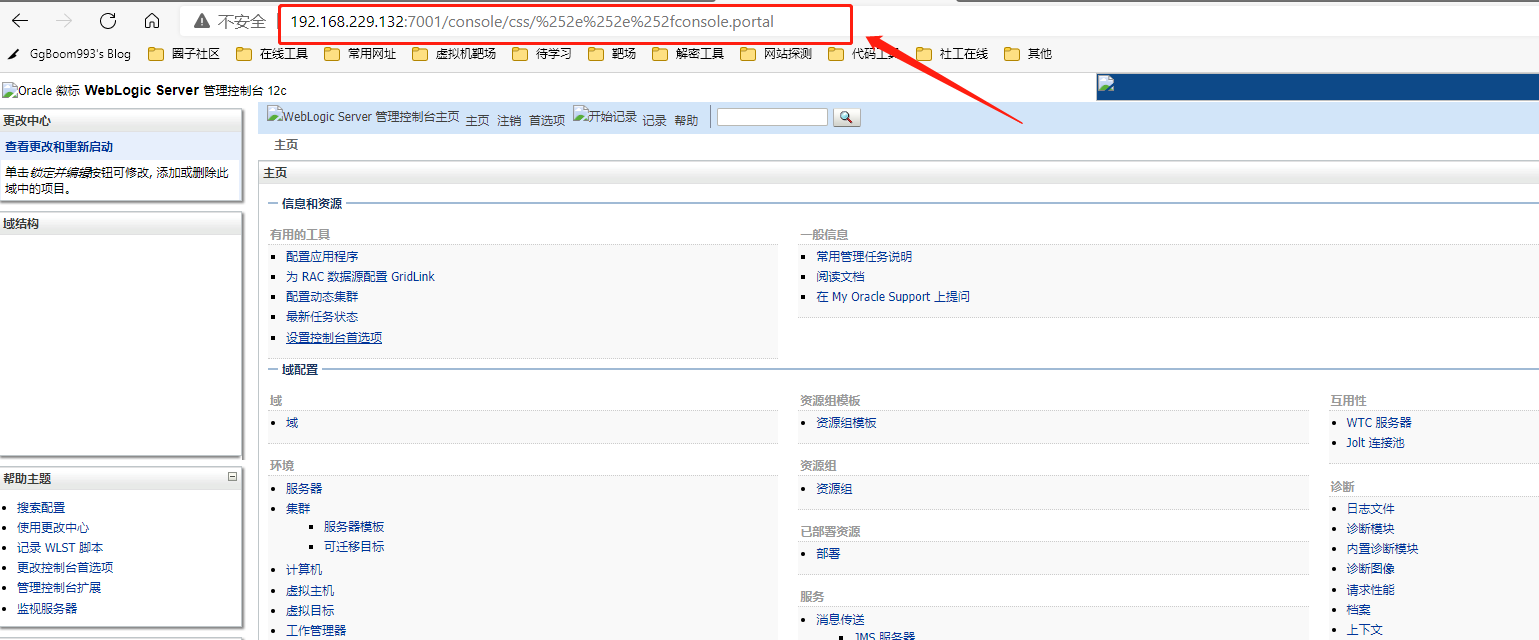 不安全
192.168.229.132:7001/console/css/%252e%252e%252fconsole.portal
GgBoom993's Blog 圈子社区 在线工具 常用网址 虚拟机靶场 待学习 靶场 解密工具 网站探测 代码工具 社工在线 其他
Oracle 徽标 WebLogic Server 管理控制台 12c
更改中心
查看更改和重新启动
单击锁定并编辑按钮可修改, 添加或删除此
域中的项目。
域结构
帮助主题
搜索配置
使用更改中心
记录 WLST 脚本
更改控制台首选项
管理控制台扩展
监视服务器
WebLogic Server 管理控制台主页 主页 注销 首选项 开始记录 记录 帮助
主页
主页
信息和资源
有用的工具
配置应用程序
为 RAC 数据源配置 GridLink
配置动态集群
最新任务状态
设置控制台首选项
一般信息
常用管理任务说明
阅读文档
在 My Oracle Support 上提问
域配置
域
域
环境
服务器
集群
服务器模板
可迁移目标
计算机
虚拟主机
虚拟目标
工作管理器
资源组模板
资源组模板
资源组
资源组
已部署资源
部署
服务
消息传送
JMS 服务器
互用性
WTC 服务器
Jolt 连接池
诊断
日志文件
诊断模块
内置诊断模块
诊断图像
请求性能
档案
上下文